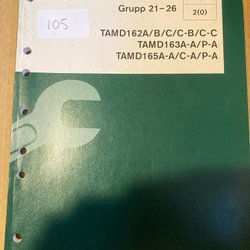 Grupp 21–26
2(0)
105
TAMD162A/B/C/C-B/C-C
TAMD163A-A/P-A
TAMD165A-A/C-A/P-A